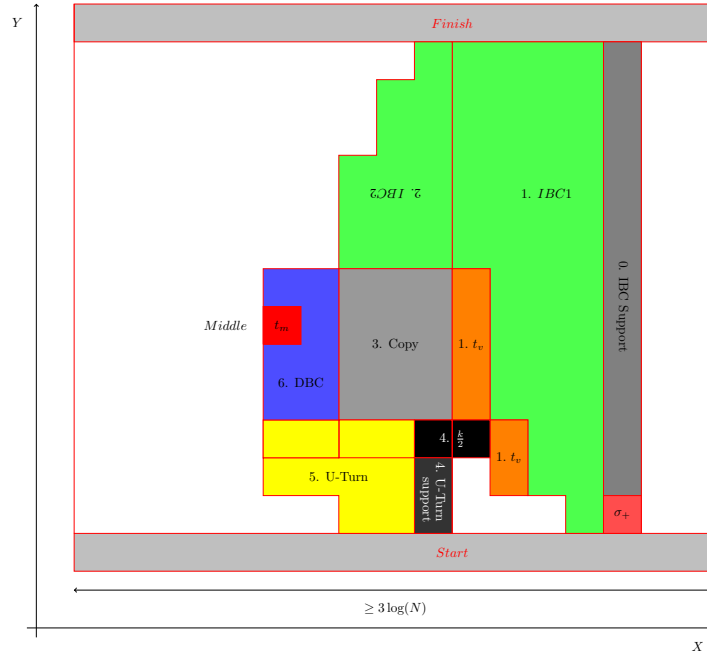 Y
Finish
2. IBC2
1. IBC1
0. IBC Support
Middle
t_m
3. Copy
1. t_v
6. DBC
4. k/2
1. t_v
5. U-Turn
4. U-Turn
support
σ_+
Start
≥ 3 log(N)
X